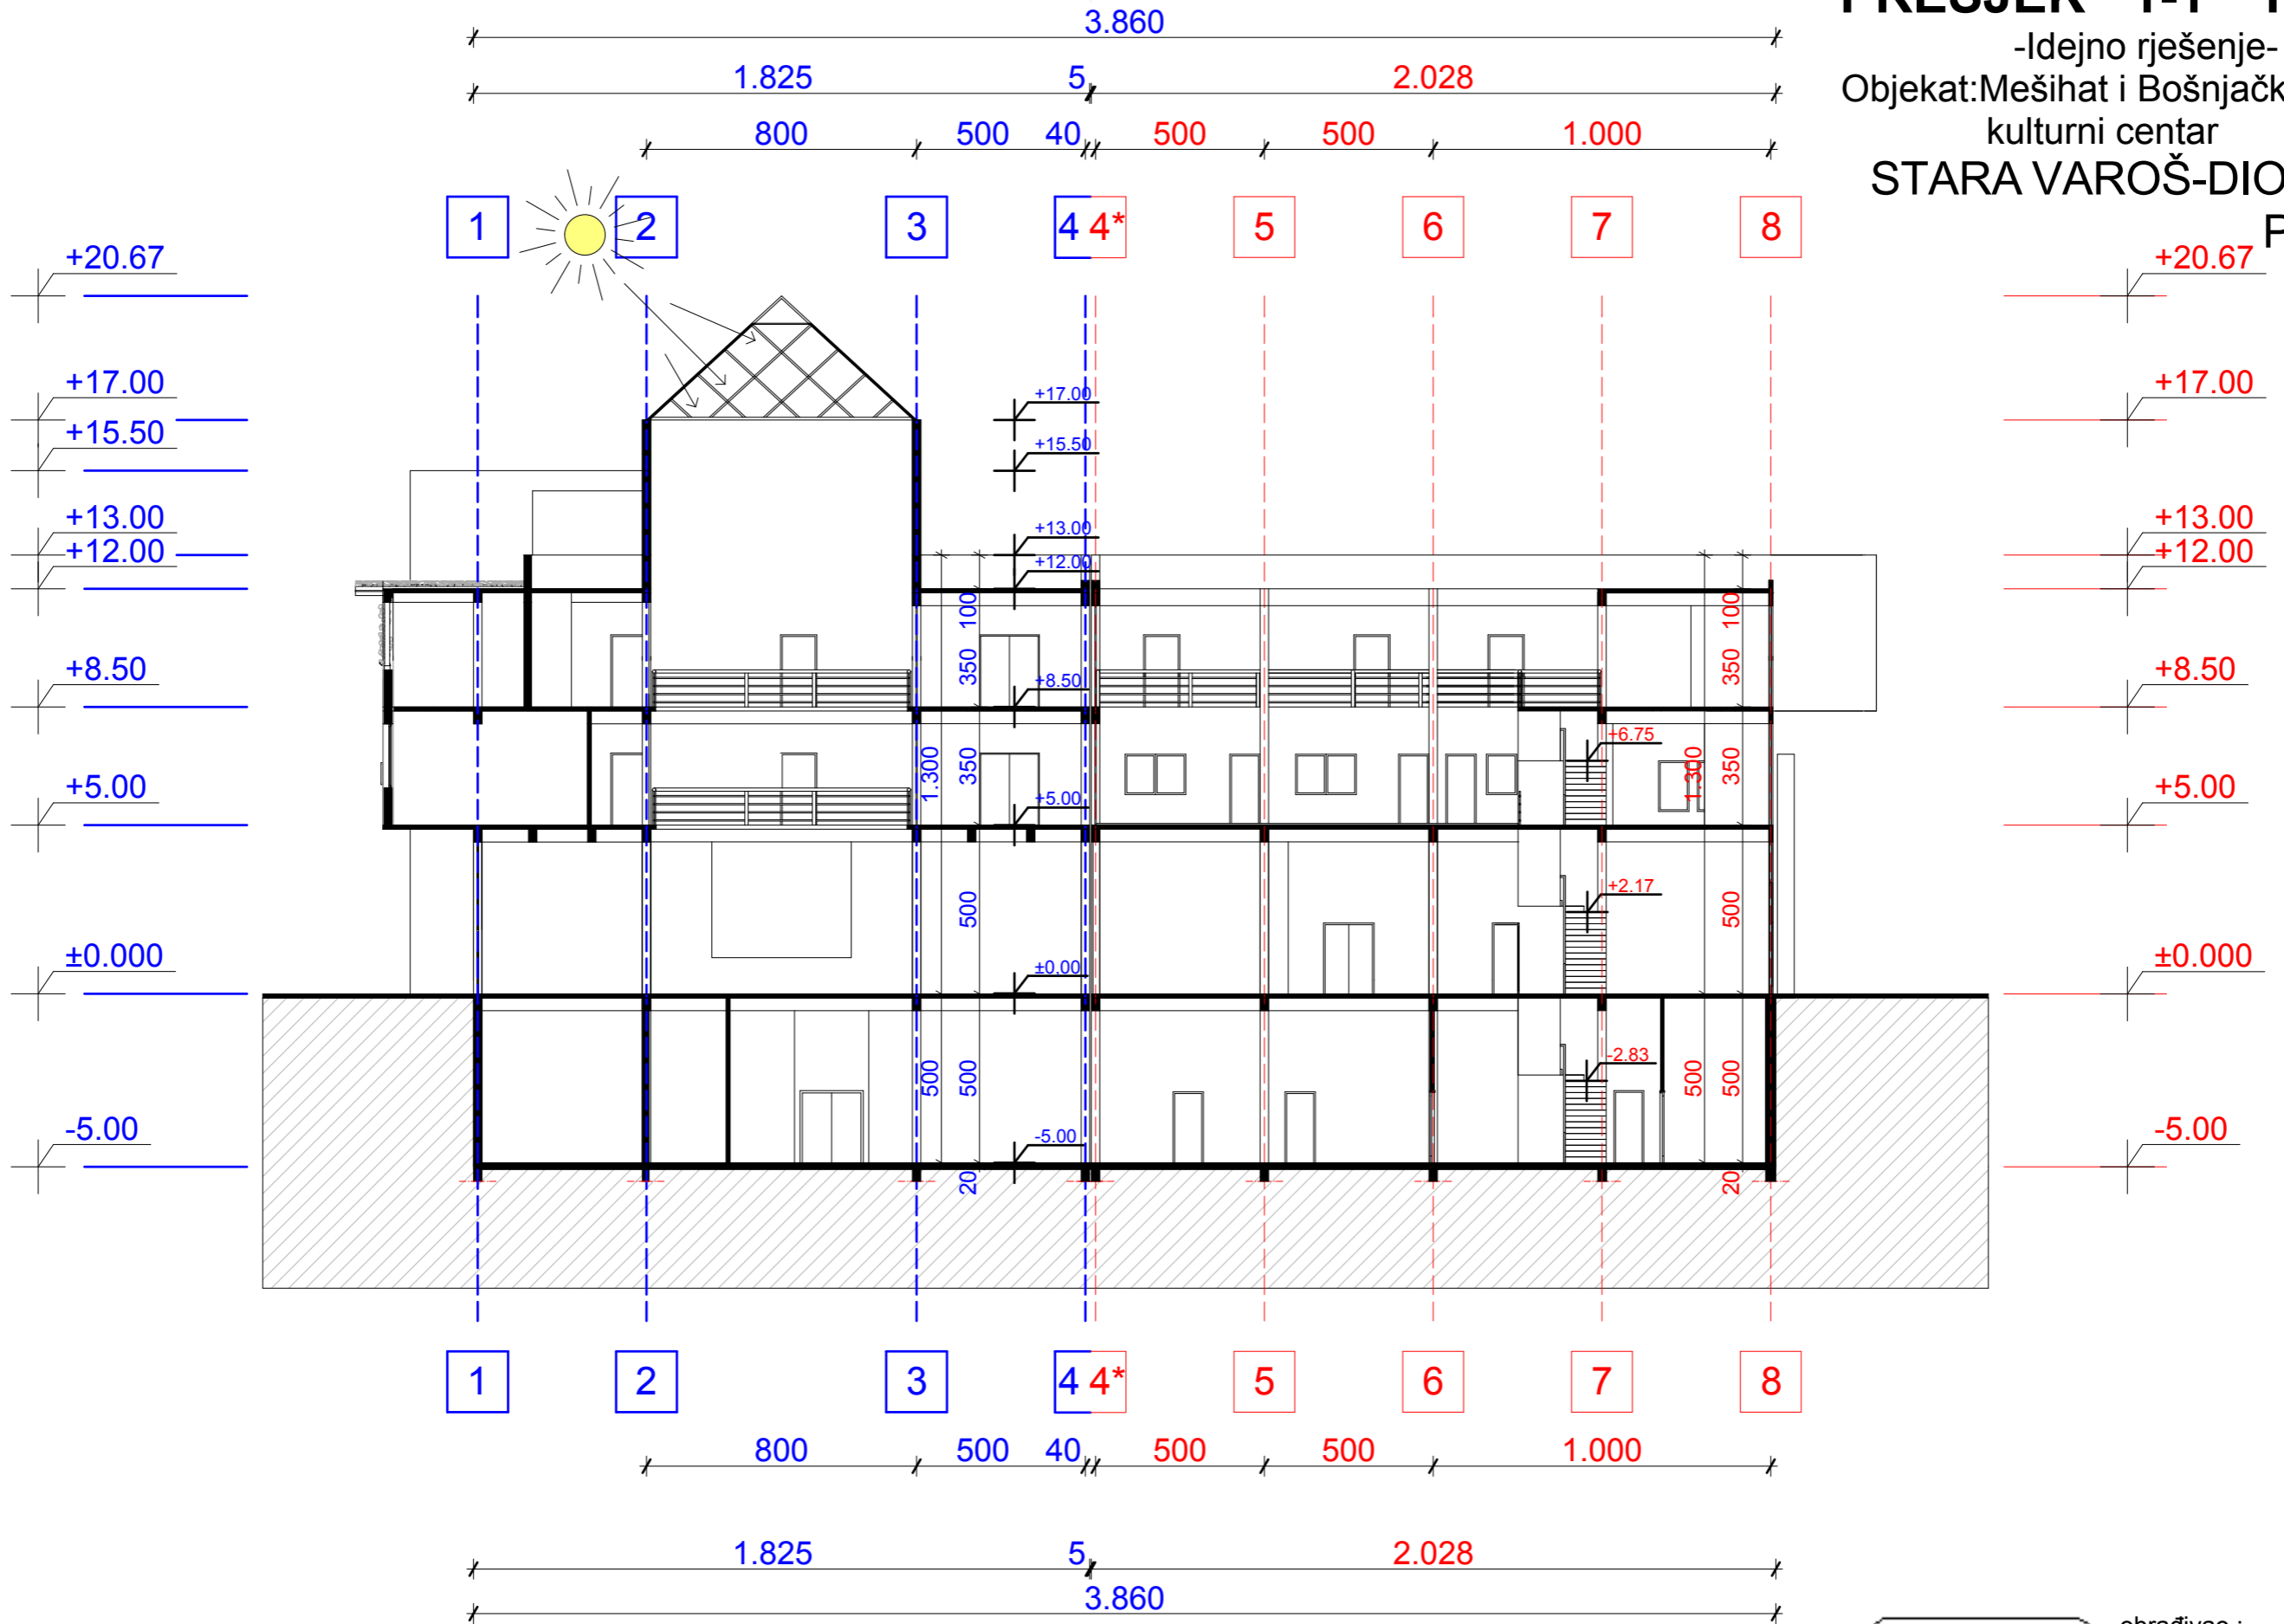 3.860
1.825 5 2.028
800 500 40 500 500 1.000
-Idejno rješenje-
Objekat:Mešihat i Bošnjačk
kulturni centar
STARA VAROŠ-DIO
P
1 2 3 4 4* 5 6 7 8
+20.67 +20.67
+17.00 +17.00 +17.00
+15.50 +15.50
+13.00 +13.00 +13.00
+12.00 +12.00 +12.00
100 100
350 350
+8.50 +8.50 +8.50
+6.75
1.300 350 1.300 350
+5.00 +5.00 +5.00
+2.17
500 500
±0.000 ±0.00 ±0.000
-2.83
500 500 500 500
-5.00 -5.00 -5.00
20 20
1 2 3 4 4* 5 6 7 8
800 500 40 500 500 1.000
1.825 5 2.028
3.860